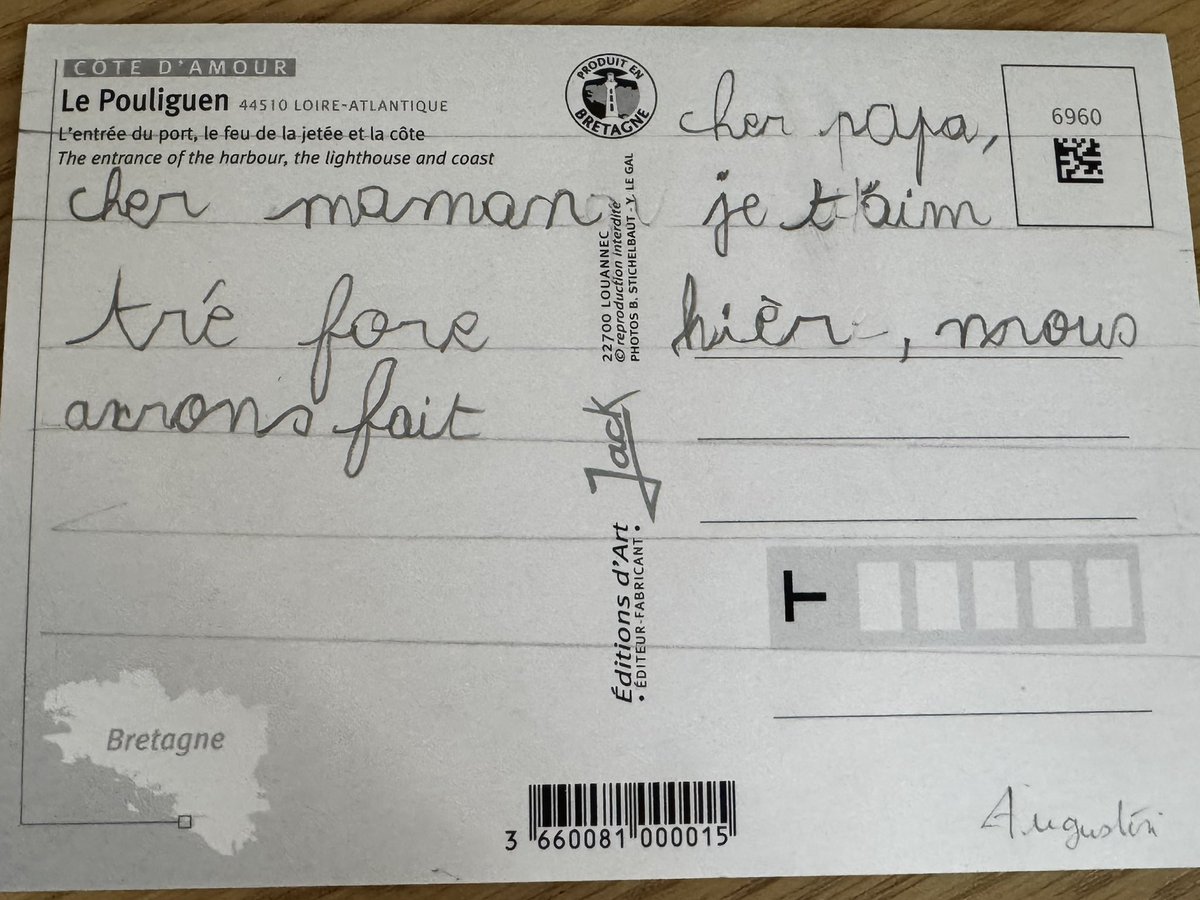 CÔTE D'AMOUR
Le Pouliguen 44510 LOIRE-ATLANTIQUE
L'entrée du port, le feu de la jetée et la côte
The entrance of the harbour, the lighthouse and coast
PRODUIT EN
BRETAGNE
6960
cher maman cher papa,
je t'aim
tré fore hièr, nous
avons fait
22700 LOUANNEC
© reproduction interdite
PHOTOS B. STICHELBAUT - Y. LE GAL
Jack
Éditions d'Art
• ÉDITEUR-FABRICANT •
T
Bretagne
3 660081 000015
Augustin